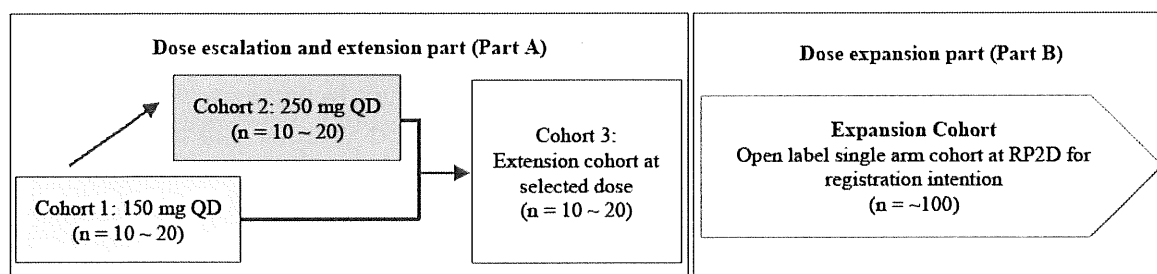 Dose escalation and extension part (Part A)
Cohort 2: 250 mg QD
(n = 10 ~ 20)
Cohort 1: 150 mg QD
(n = 10 ~ 20)
Cohort 3:
Extension cohort at
selected dose
(n = 10 ~ 20)
Dose expansion part (Part B)
Expansion Cohort
Open label single arm cohort at RP2D for
registration intention
(n = ~100)